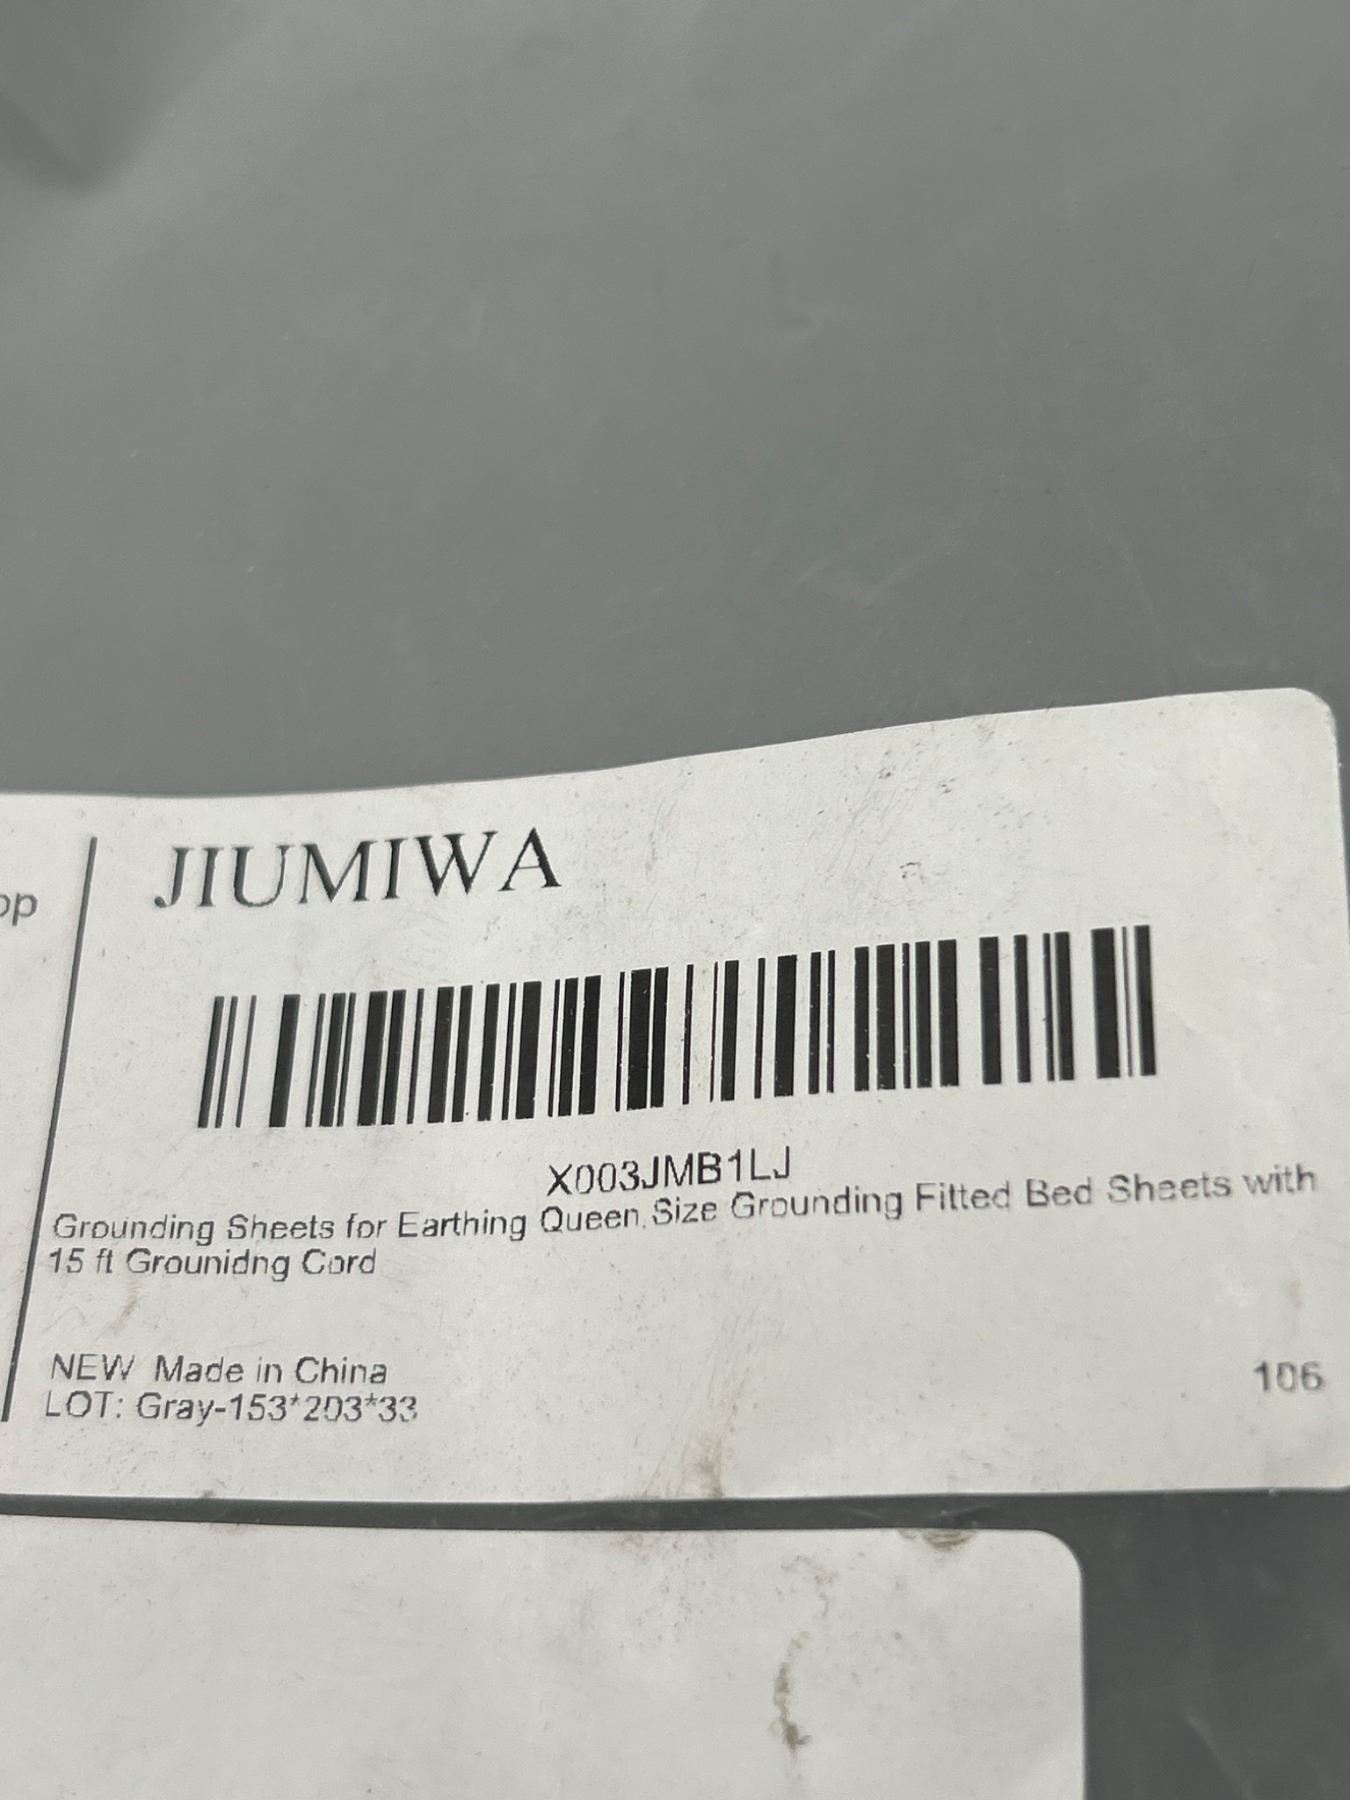 JIUMIWA
op
X003JMB1LJ
Grounding Sheets for Earthing Queen Size Grounding Fitted Bed Sheets with
15 ft Grounidng Cord
NEW Made in China
106
LOT: Gray-153*203*33